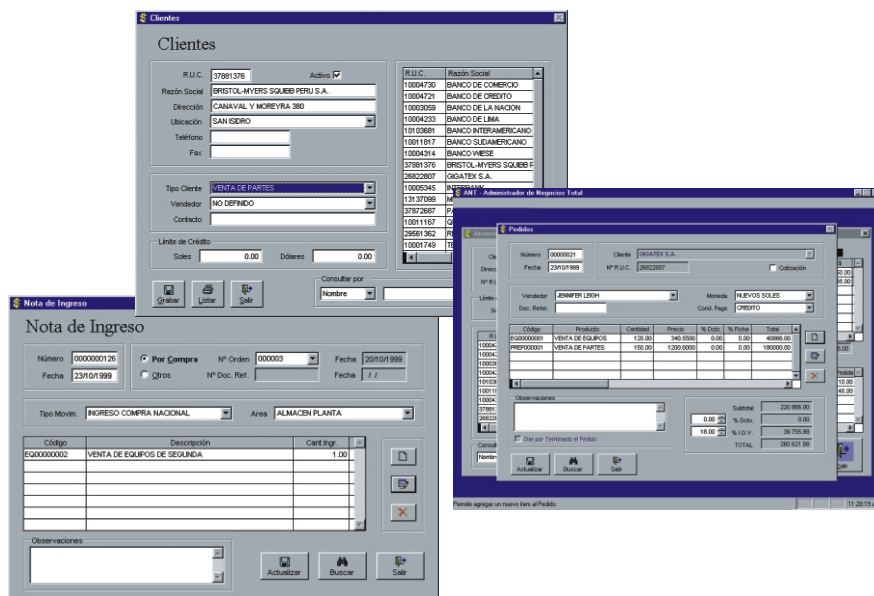 Clientes
Clientes
R.U.C. 37881376 Activo
Razón Social BRISTOL-MYERS SQUIBB PERU S.A.
Dirección CANAVAL Y MOREYRA 380
Ubicación SAN ISIDRO
Teléfono
Fax
Tipo Cliente VENTA DE PARTES
Vendedor NO DEFINIDO
Contacto
Límite de Crédito
Soles 0.00 Dólares 0.00
Grabar Listar Salir
Consultar por
Nombre
R.U.C. Razón Social
10004730 BANCO DE COMERCIO
10004721 BANCO DE CREDITO
10003059 BANCO DE LA NACION
10004233 BANCO DE LIMA
10103681 BANCO INTERAMERICANO
10011817 BANCO SUDAMERICANO
10004314 BANCO WIESE
37881376 BRISTOL-MYERS SQUIBB P
26822807 GIGATEX S.A.
10005345
13137099
37872687
10011167
29561362
10001749
ANT - Administrador de Negocios Total
Pedidos
Número 00000021 Cliente GIGATEX S.A.
Fecha 23/10/1999 Nº R.U.C. 26822807 Cotización
Vendedor JENNIFER LEIGH Moneda NUEVOS SOLES
Doc. Refer. Cond. Pago CREDITO
Código Producto Cantidad Precio % Dcto. % Ficha Total
EQ00000001 VENTA DE EQUIPOS 120.00 340.5500 0.00 0.00 40866.00
PREP000001 VENTA DE PARTES 150.00 1200.0000 0.00 0.00 180000.00
Observaciones
Dar por Terminado el Pedido
Subtotal 220 866.00
0.00 % Dcto. 0.00
18.00 % I.G.V. 39 755.88
TOTAL 260 621.88
Actualizar Buscar Salir
Permite agregar un nuevo item al Pedido
Nota de Ingreso
Nota de Ingreso
Número 0000000126 Por Compra Nº Orden 000003 Fecha 20/10/1999
Fecha 23/10/1999 Otros Nº Doc. Ref. Fecha / /
Tipo Movim. INGRESO COMPRA NACIONAL Area ALMACEN PLANTA
Código Descripción Cant.Ingr.
EQ00000002 VENTA DE EQUIPOS DE SEGUNDA 1.00
Observaciones
Actualizar Buscar Salir